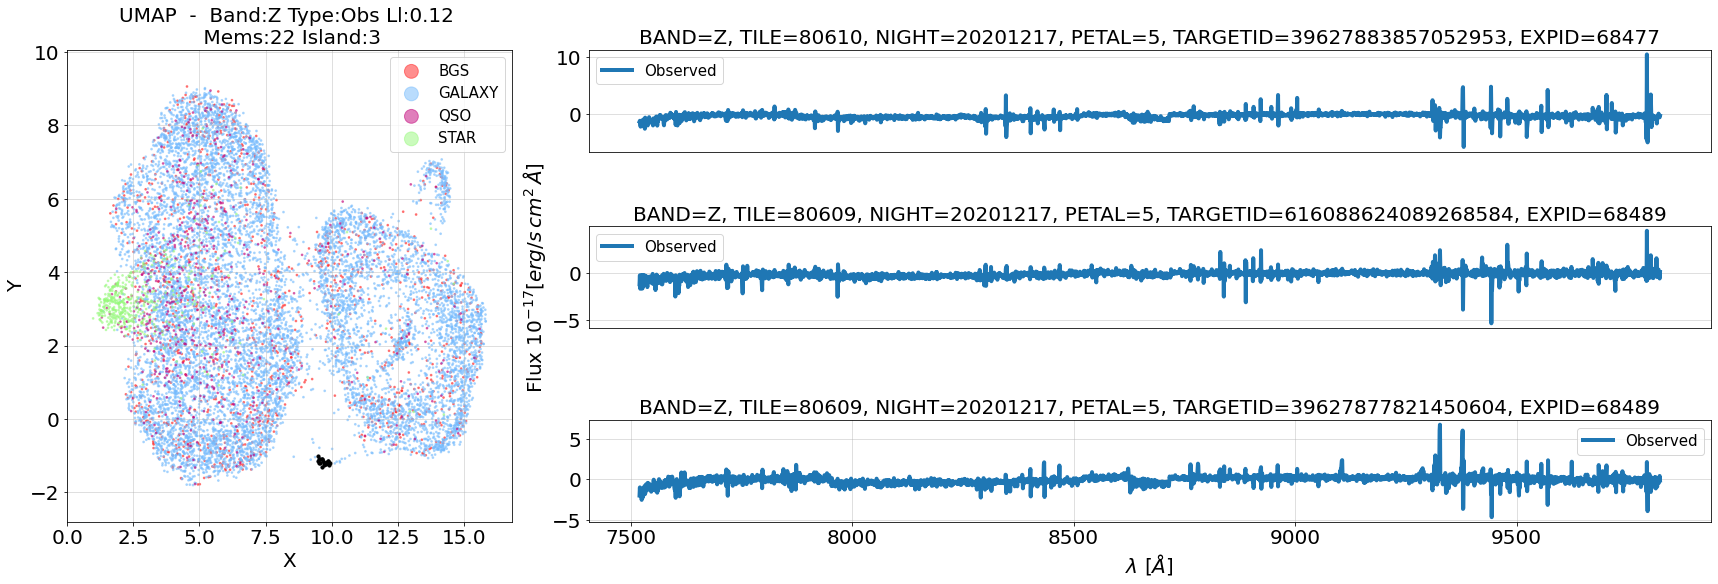 UMAP - Band:Z Type:Obs Ll:0.12
Mems:22 Island:3
10
8
6
4
2
0
−2
Y
0.0 2.5 5.0 7.5 10.0 12.5 15.0
X
BGS
GALAXY
QSO
STAR
Flux 10⁻¹⁷[erg/s cm² Å]
BAND=Z, TILE=80610, NIGHT=20201217, PETAL=5, TARGETID=39627883857052953, EXPID=68477
10
0
Observed
BAND=Z, TILE=80609, NIGHT=20201217, PETAL=5, TARGETID=616088624089268584, EXPID=68489
0
−5
Observed
BAND=Z, TILE=80609, NIGHT=20201217, PETAL=5, TARGETID=39627877821450604, EXPID=68489
5
0
−5
Observed
7500 8000 8500 9000 9500
λ [Å]